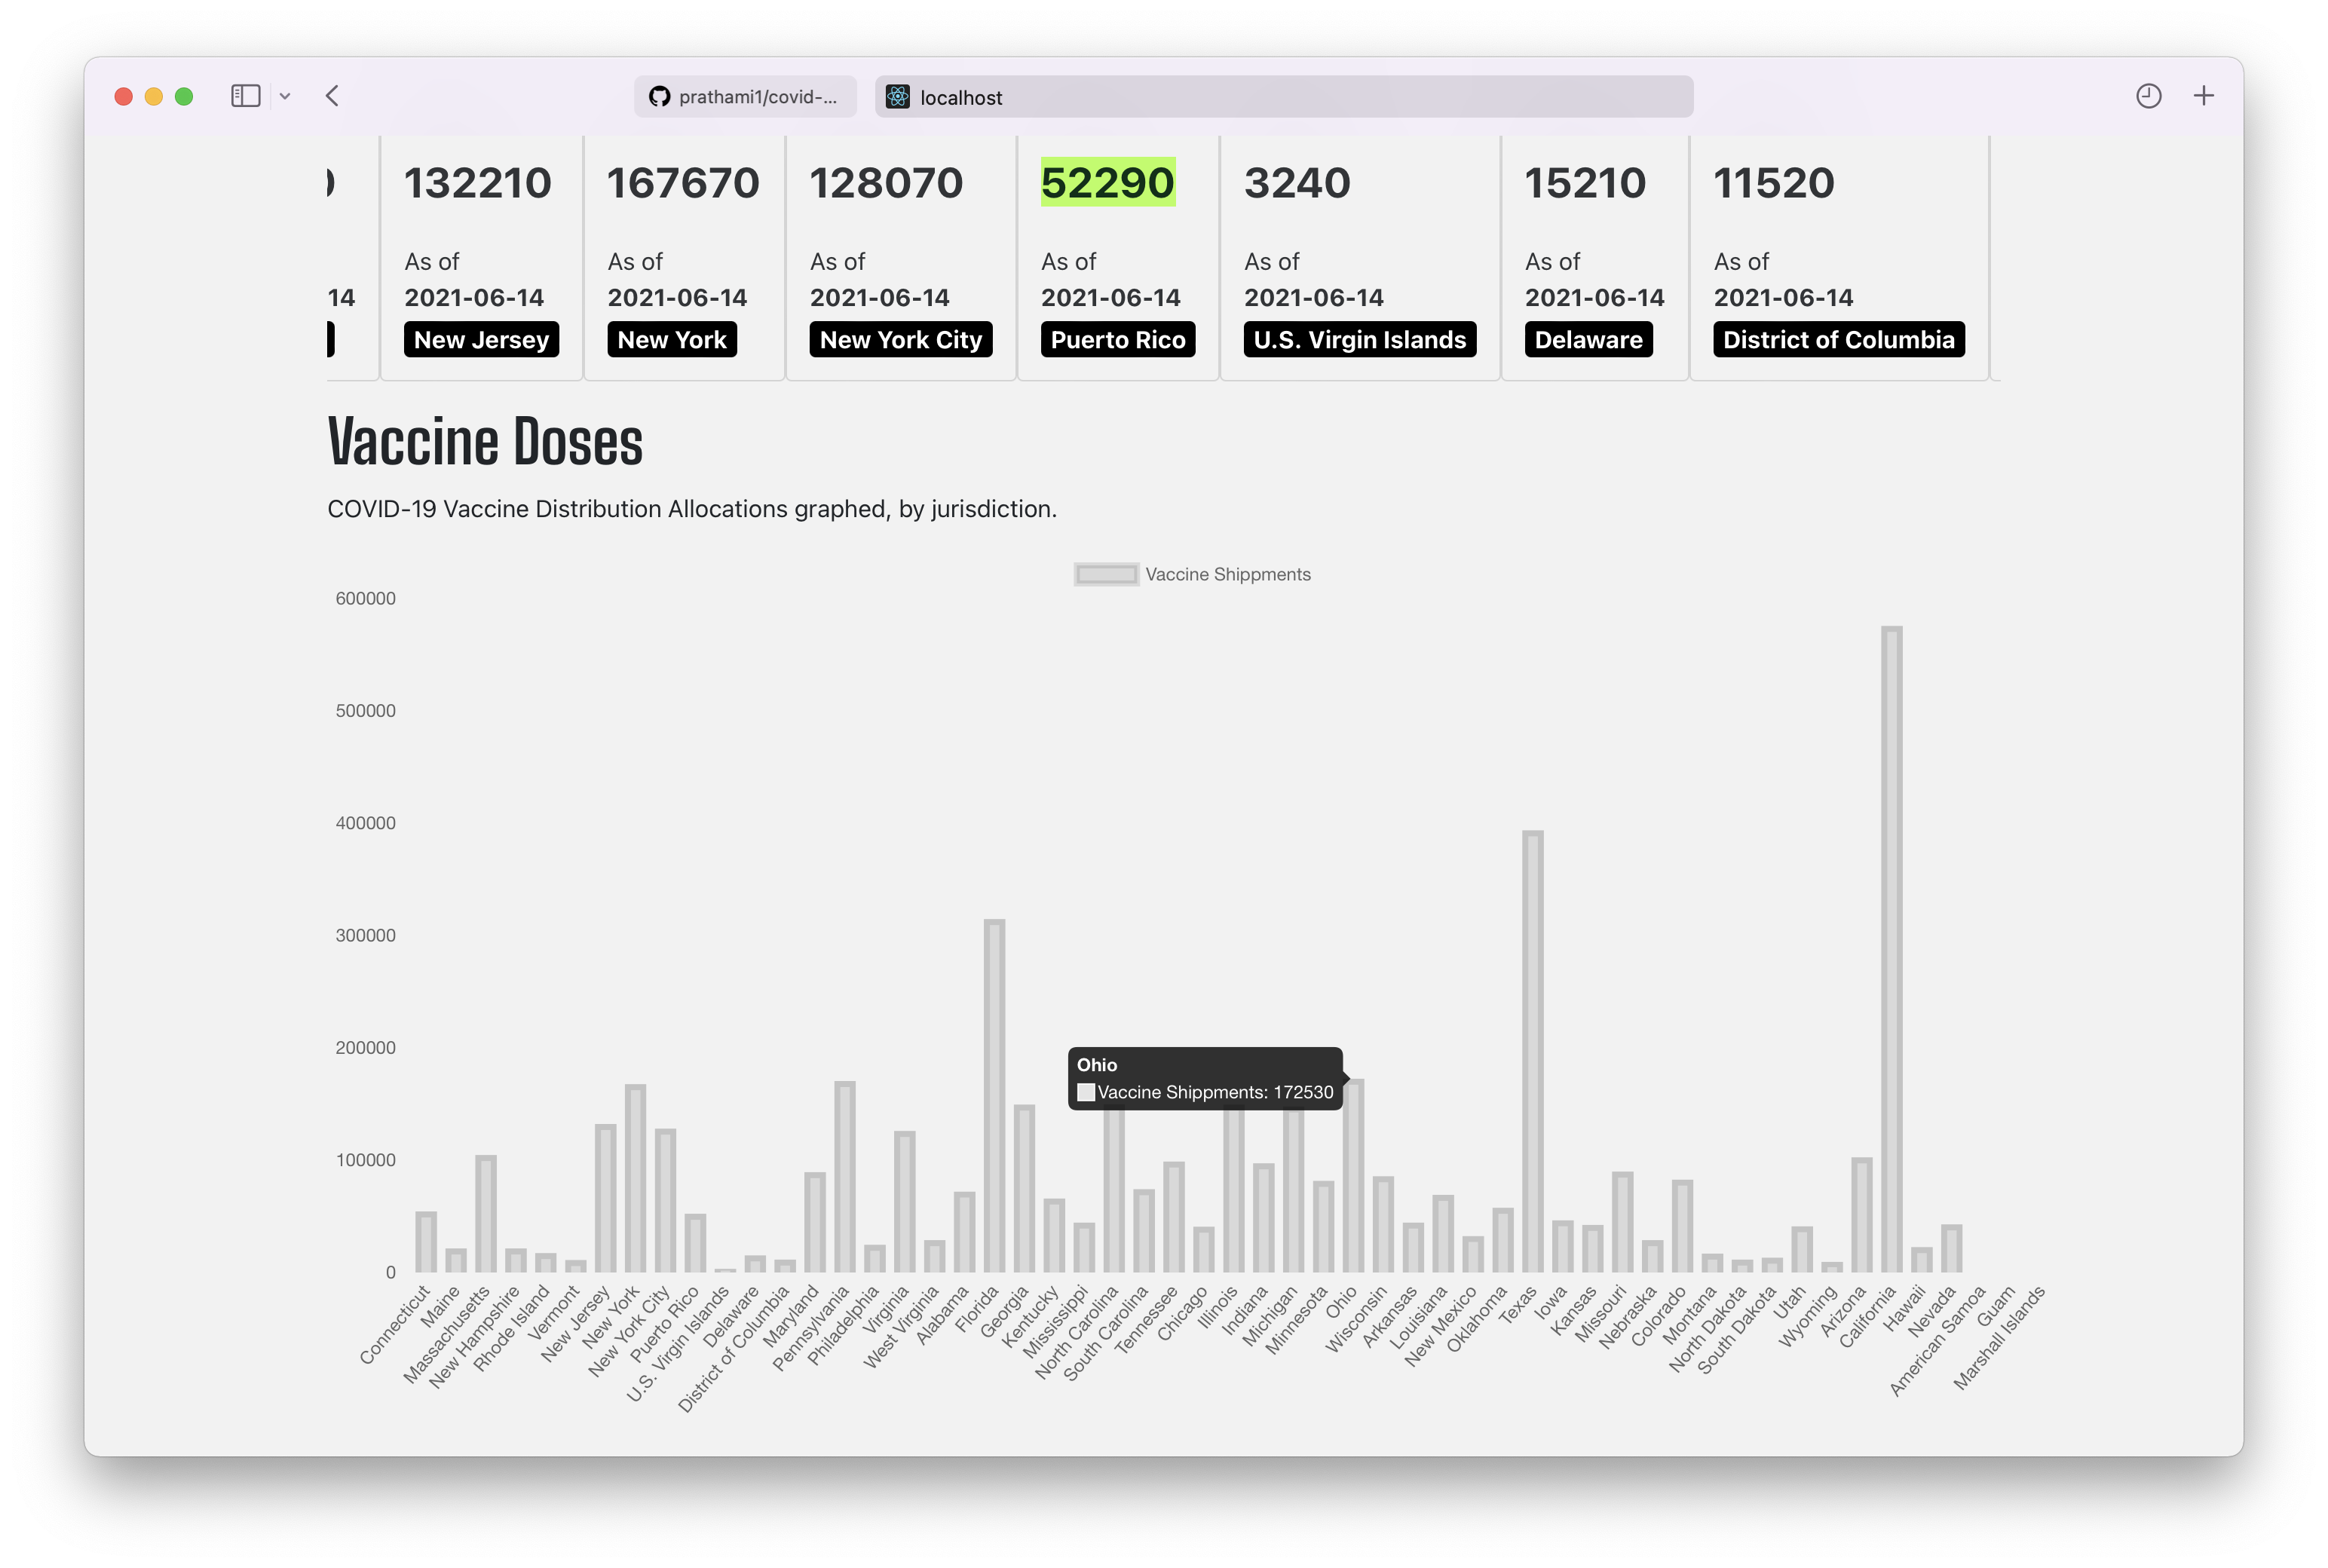 prathami1/covid-...
localhost
132210 167670 128070 52290 3240 15210 11520
As of As of As of As of As of As of As of
14 2021-06-14 2021-06-14 2021-06-14 2021-06-14 2021-06-14 2021-06-14 2021-06-14
New Jersey New York New York City Puerto Rico U.S. Virgin Islands Delaware District of Columbia
Vaccine Doses
COVID-19 Vaccine Distribution Allocations graphed, by jurisdiction.
Vaccine Shippments
600000
500000
400000
300000
200000
100000
0
Ohio
Vaccine Shippments: 172530
Connecticut
Maine
Massachusetts
New Hampshire
Rhode Island
Vermont
New Jersey
New York
New York City
Puerto Rico
U.S. Virgin Islands
Delaware
District of Columbia
Maryland
Pennsylvania
Philadelphia
Virginia
West Virginia
Alabama
Florida
Georgia
Kentucky
Mississippi
North Carolina
South Carolina
Tennessee
Chicago
Illinois
Indiana
Michigan
Minnesota
Ohio
Wisconsin
Arkansas
Louisiana
New Mexico
Oklahoma
Texas
Iowa
Kansas
Missouri
Nebraska
Colorado
Montana
North Dakota
South Dakota
Utah
Wyoming
Arizona
California
Hawaii
Nevada
American Samoa
Guam
Marshall Islands